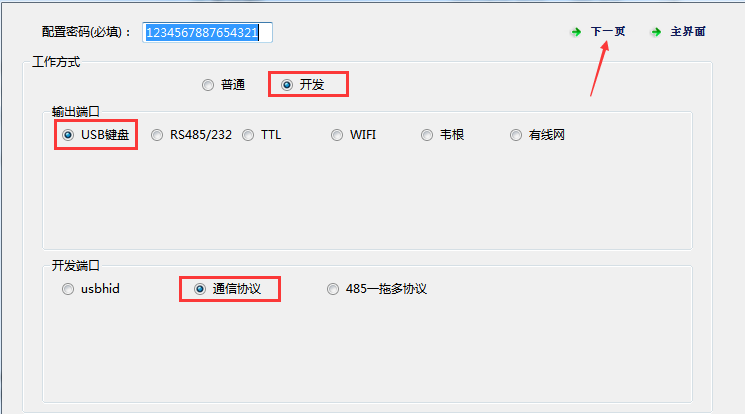 配置密码(必填)： 1234567887654321 下一页 主界面
工作方式
普通 开发
输出端口
USB键盘 RS485/232 TTL WIFI 韦根 有线网
开发端口
usbhid 通信协议 485一拖多协议